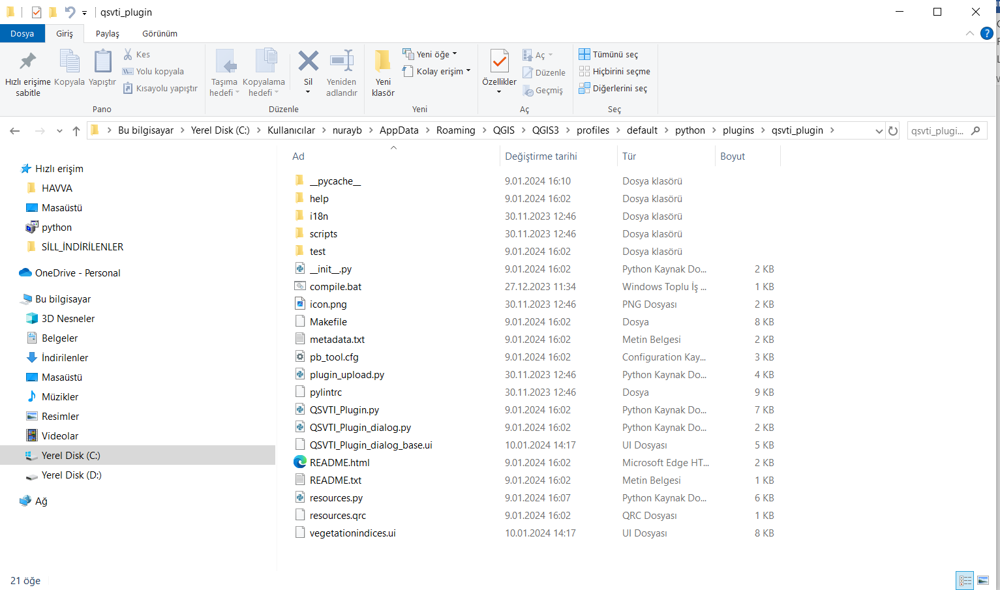 qsvti_plugin
Dosya Giriş Paylaş Görünüm
Hızlı erişime sabitle
Kopyala
Yapıştır
Kes
Yolu kopyala
Kısayolu yapıştır
Pano
Taşıma hedefi
Kopyalama hedefi
Sil
Yeniden adlandır
Düzenle
Yeni klasör
Yeni öğe
Kolay erişim
Yeni
Özellikler
Aç
Düzenle
Geçmiş
Aç
Tümünü seç
Hiçbirini seçme
Diğerlerini seç
Seç
Bu bilgisayar > Yerel Disk (C:) > Kullanıcılar > nurayb > AppData > Roaming > QGIS > QGIS3 > profiles > default > python > plugins > qsvti_plugin >
qsvti_plugi...
Hızlı erişim
HAVVA
Masaüstü
python
SİLL_İNDİRİLENLER
OneDrive - Personal
Bu bilgisayar
3D Nesneler
Belgeler
İndirilenler
Masaüstü
Müzikler
Resimler
Videolar
Yerel Disk (C:)
Yerel Disk (D:)
Ağ
Ad Değiştirme tarihi Tür Boyut
__pycache__ 9.01.2024 16:10 Dosya klasörü
help 9.01.2024 16:02 Dosya klasörü
i18n 30.11.2023 12:46 Dosya klasörü
scripts 30.11.2023 12:46 Dosya klasörü
test 9.01.2024 16:02 Dosya klasörü
__init__.py 9.01.2024 16:02 Python Kaynak Do... 2 KB
compile.bat 27.12.2023 11:34 Windows Toplu İş ... 1 KB
icon.png 30.11.2023 12:46 PNG Dosyası 2 KB
Makefile 9.01.2024 16:02 Dosya 8 KB
metadata.txt 9.01.2024 16:02 Metin Belgesi 2 KB
pb_tool.cfg 9.01.2024 16:02 Configuration Kay... 3 KB
plugin_upload.py 30.11.2023 12:46 Python Kaynak Do... 4 KB
pylintrc 30.11.2023 12:46 Dosya 9 KB
QSVTI_Plugin.py 9.01.2024 16:02 Python Kaynak Do... 7 KB
QSVTI_Plugin_dialog.py 9.01.2024 16:02 Python Kaynak Do... 2 KB
QSVTI_Plugin_dialog_base.ui 10.01.2024 14:17 UI Dosyası 5 KB
README.html 9.01.2024 16:02 Microsoft Edge HT... 2 KB
README.txt 9.01.2024 16:02 Metin Belgesi 1 KB
resources.py 9.01.2024 16:07 Python Kaynak Do... 6 KB
resources.qrc 9.01.2024 16:02 QRC Dosyası 1 KB
vegetationindices.ui 10.01.2024 14:17 UI Dosyası 8 KB
21 öğe